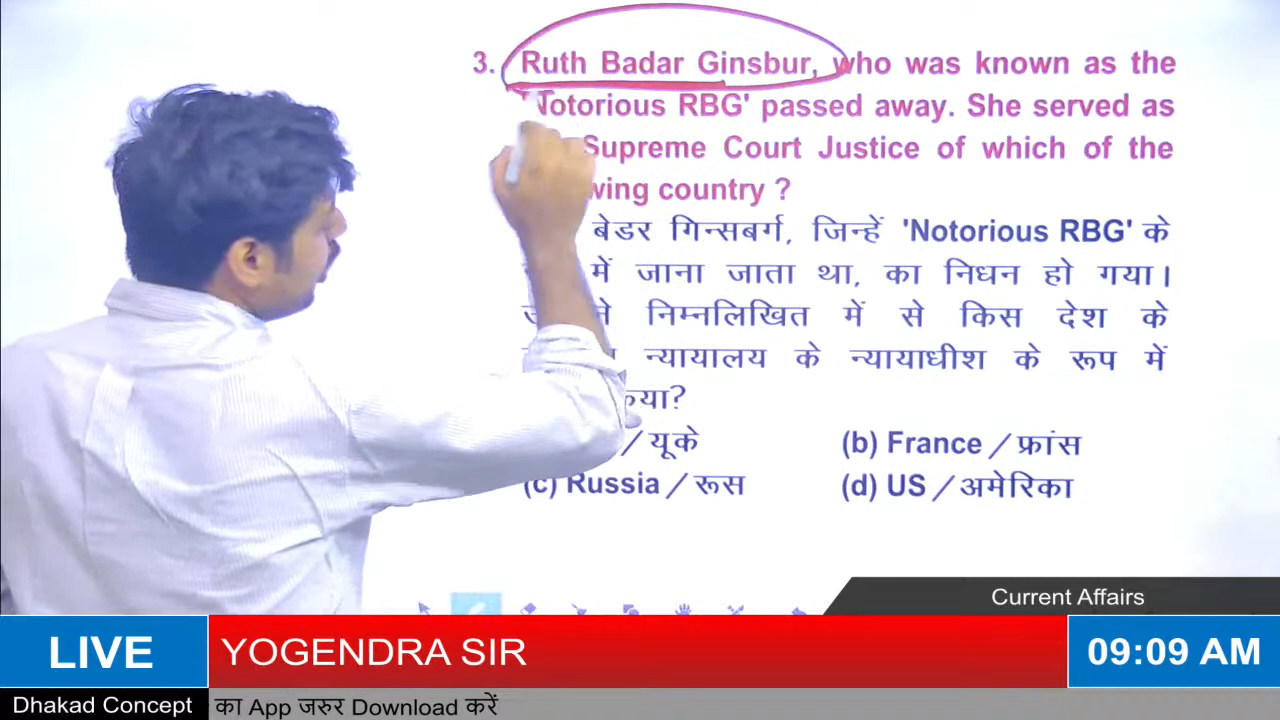 3. Ruth Badar Ginsbur, who was known as the
'Notorious RBG' passed away. She served as
Supreme Court Justice of which of the
wing country ?
बेडर गिन्सबर्ग, जिन्हें 'Notorious RBG' के
में जाना जाता था, का निधन हो गया।
निम्नलिखित में से किस देश के
न्यायालय के न्यायाधीश के रूप में
या?
/ यूके (b) France / फ्रांस
(c) Russia / रूस (d) US / अमेरिका
Current Affairs
LIVE YOGENDRA SIR 09:09 AM
Dhakad Concept का App जरुर Download करें